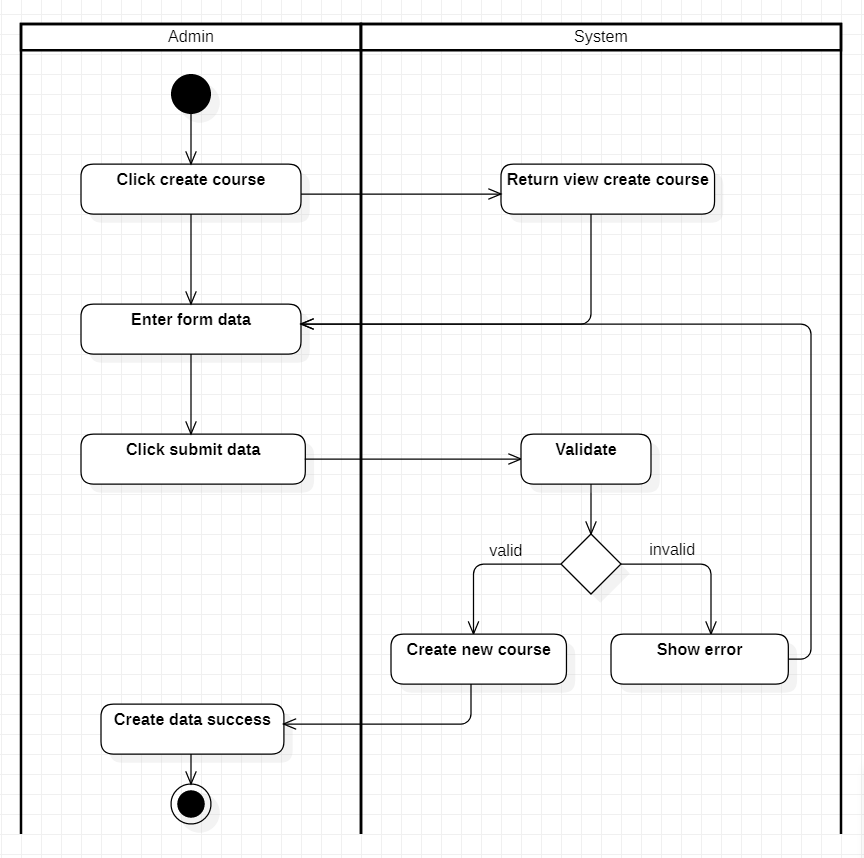 Admin
System
Click create course
Return view create course
Enter form data
Click submit data
Validate
valid
invalid
Create new course
Show error
Create data success